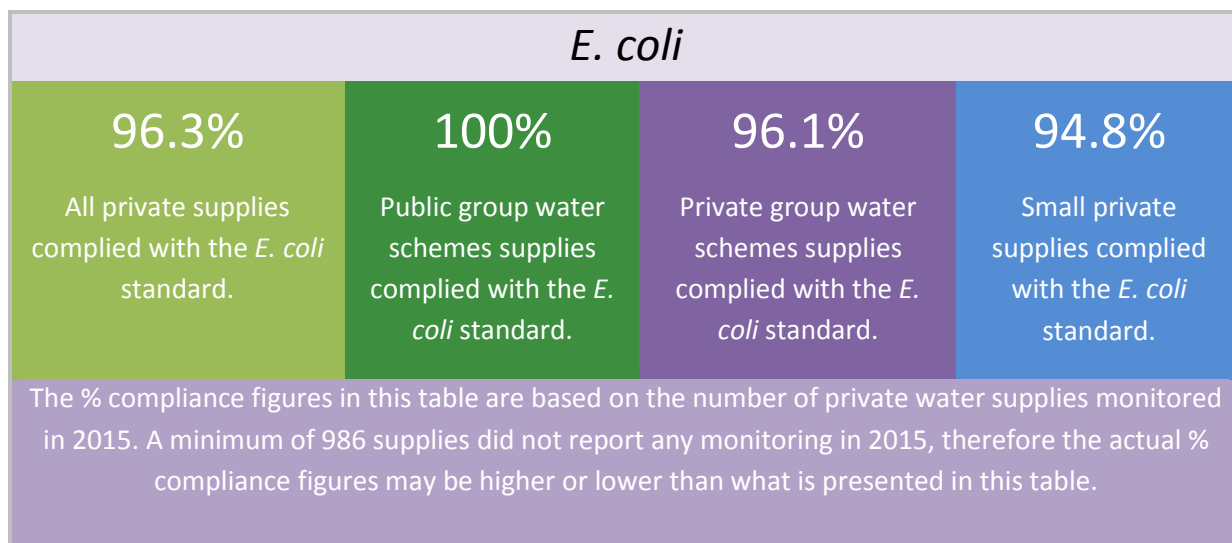 E. coli
96.3%
All private supplies
complied with the E. coli
standard.
100%
Public group water
schemes supplies
complied with the E.
coli standard.
96.1%
Private group water
schemes supplies
complied with the E.
coli standard.
94.8%
Small private
supplies complied
with the E. coli
standard.
The % compliance figures in this table are based on the number of private water supplies monitored
in 2015. A minimum of 986 supplies did not report any monitoring in 2015, therefore the actual %
compliance figures may be higher or lower than what is presented in this table.